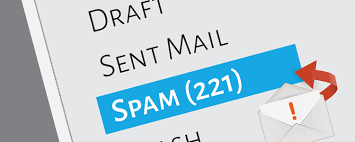 Draft
Sent Mail
Spam (221)
!